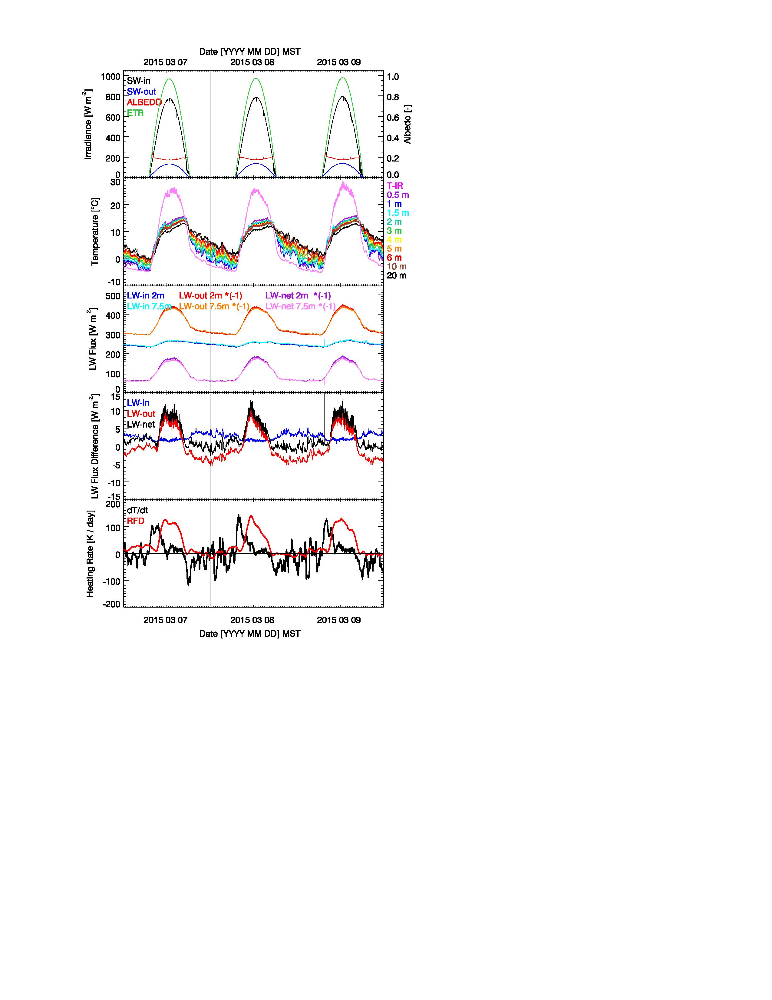 Date [YYYY MM DD] MST
2015 03 07 2015 03 08 2015 03 09
Irradiance [W m-2]
1000
800
600
400
200
0
SW-in
SW-out
ALBEDO
ETR
1.0
0.8
0.6
0.4
0.2
0.0
Albedo [-]
Temperature [°C]
30
20
10
0
-10
T-IR
0.5 m
1 m
1.5 m
2 m
3 m
4 m
5 m
6 m
10 m
20 m
LW Flux [W m-2]
500
400
300
200
100
0
LW-in 2m LW-out 2m *(-1) LW-net 2m *(-1)
LW-in 7.5m LW-out 7.5m *(-1) LW-net 7.5m *(-1)
LW Flux Difference [W m-2]
15
10
5
0
-5
-10
-15
LW-in
LW-out
LW-net
Heating Rate [K / day]
200
100
0
-100
-200
dT/dt
RFD
2015 03 07 2015 03 08 2015 03 09
Date [YYYY MM DD] MST